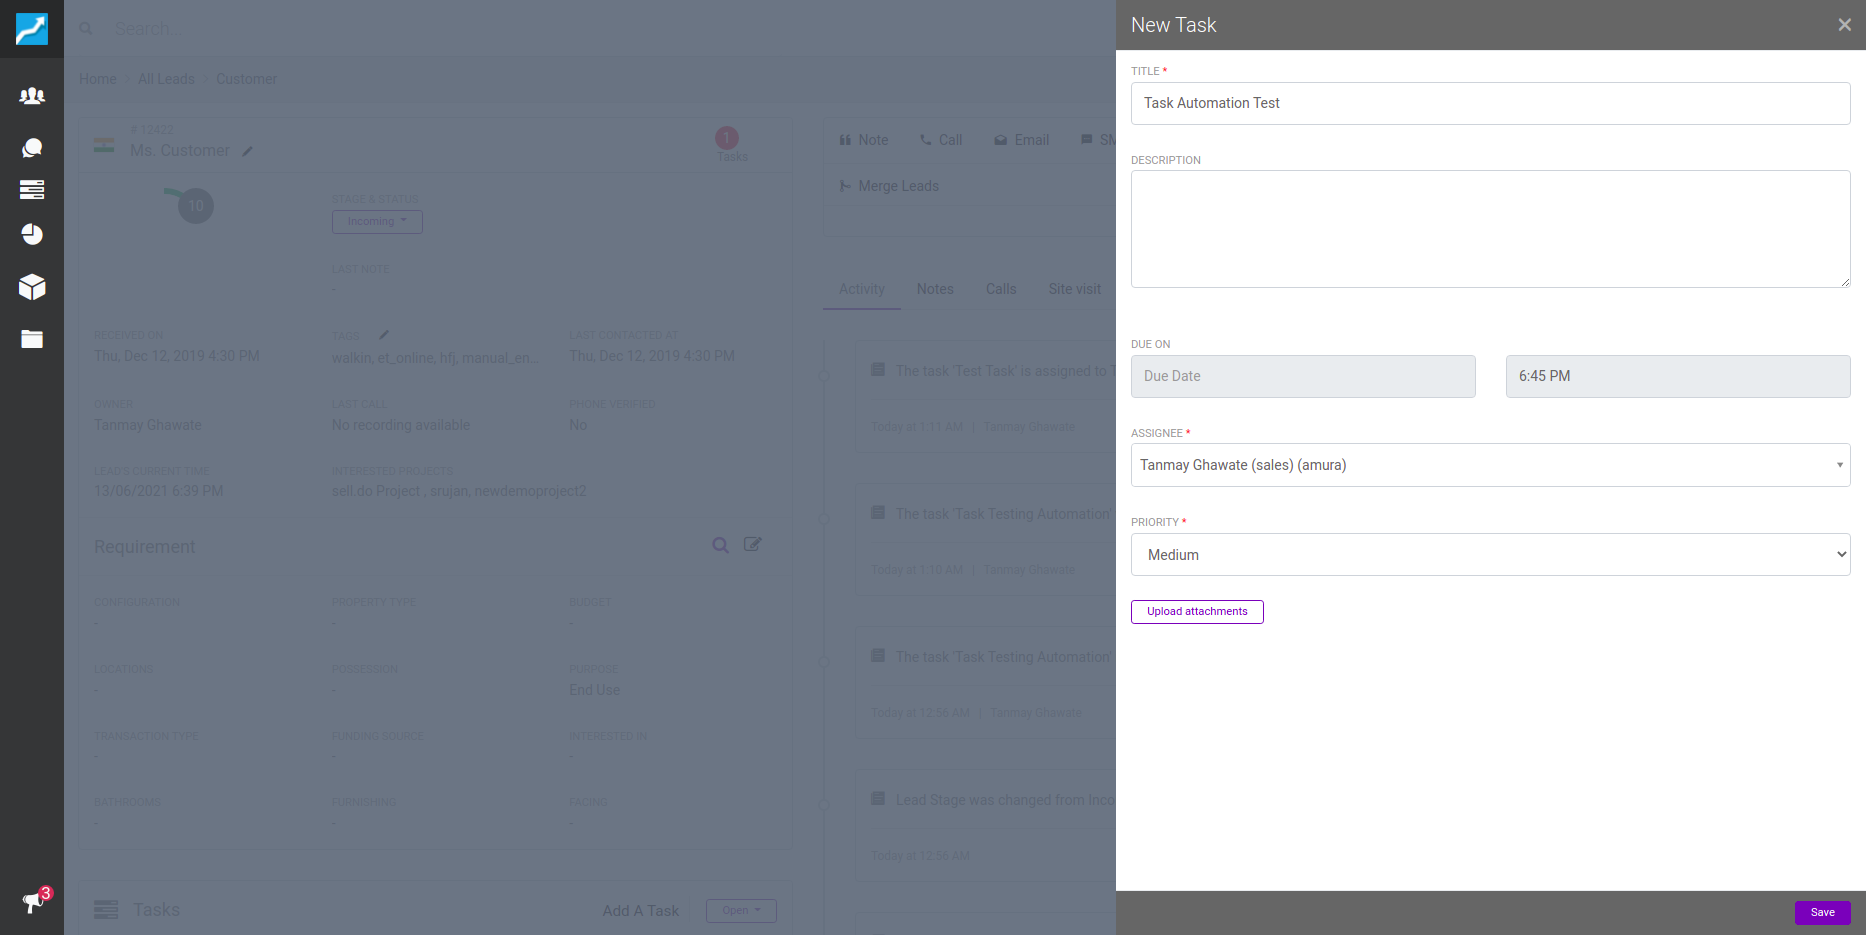 Search...
Home > All Leads > Customer
# 12422
Ms. Customer
1
Tasks
10
STAGE & STATUS
Incoming
LAST NOTE
-
RECEIVED ON
Thu, Dec 12, 2019 4:30 PM
TAGS
walkin, et_online, hfj, manual_en...
LAST CONTACTED AT
Thu, Dec 12, 2019 4:30 PM
OWNER
Tanmay Ghawate
LAST CALL
No recording available
PHONE VERIFIED
No
LEAD'S CURRENT TIME
13/06/2021 6:39 PM
INTERESTED PROJECTS
sell.do Project , srujan, newdemoproject2
Requirement
CONFIGURATION
-
PROPERTY TYPE
-
BUDGET
-
LOCATIONS
-
POSSESSION
-
PURPOSE
End Use
TRANSACTION TYPE
-
FUNDING SOURCE
-
INTERESTED IN
-
BATHROOMS
-
FURNISHING
-
FACING
-
Tasks
Add A Task
Open
3
Note Call Email SM
Merge Leads
Activity Notes Calls Site visit
The task 'Test Task' is assigned to T
Today at 1:11 AM | Tanmay Ghawate
The task 'Task Testing Automation'
Today at 1:10 AM | Tanmay Ghawate
The task 'Task Testing Automation'
Today at 12:56 AM | Tanmay Ghawate
Lead Stage was changed from Inco
Today at 12:56 AM
New Task
×
TITLE *
Task Automation Test
DESCRIPTION
DUE ON
Due Date
6:45 PM
ASSIGNEE *
Tanmay Ghawate (sales) (amura)
PRIORITY *
Medium
Upload attachments
Save